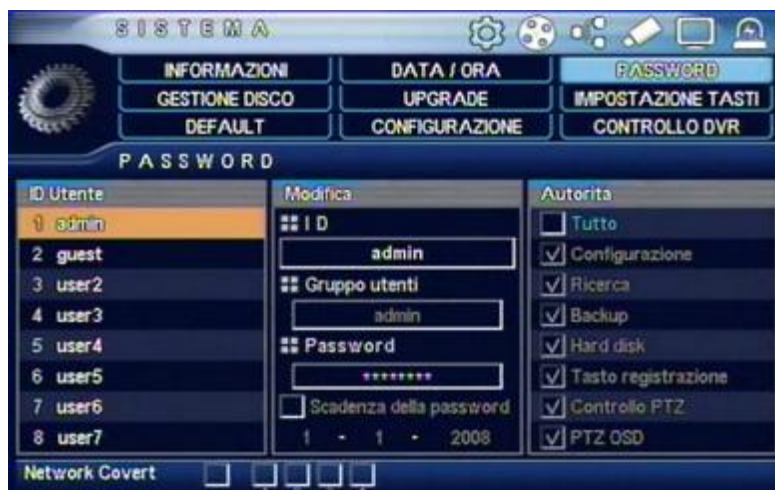 SISTEMA
INFORMAZIONI DATA / ORA PASSWORD
GESTIONE DISCO UPGRADE IMPOSTAZIONE TASTI
DEFAULT CONFIGURAZIONE CONTROLLO DVR
PASSWORD
ID Utente Modifica Autorita
1 admin ID Tutto
2 guest admin Configurazione
3 user2 Gruppo utenti Ricerca
4 user3 admin Backup
5 user4 Password Hard disk
6 user5 ******** Tasto registrazione
7 user6 Scadenza della password Controllo PTZ
8 user7 1 - 1 - 2008 PTZ OSD
Network Covert